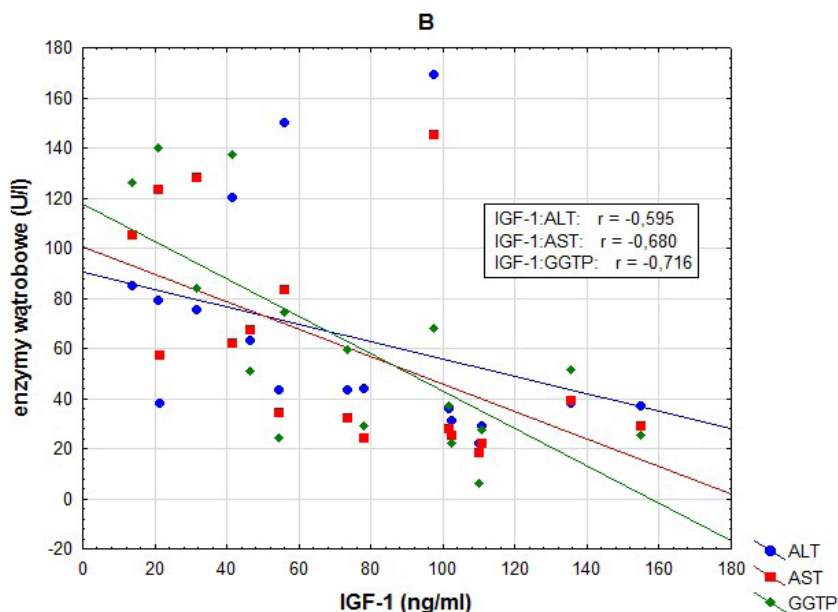 B
180
160
140
120
100
80
60
40
20
0
-20
enzymy wątrobowe (U/l)
IGF-1:ALT: r = -0,595
IGF-1:AST: r = -0,680
IGF-1:GGTP: r = -0,716
0 20 40 60 80 100 120 140 160 180
IGF-1 (ng/ml)
ALT
AST
GGTP